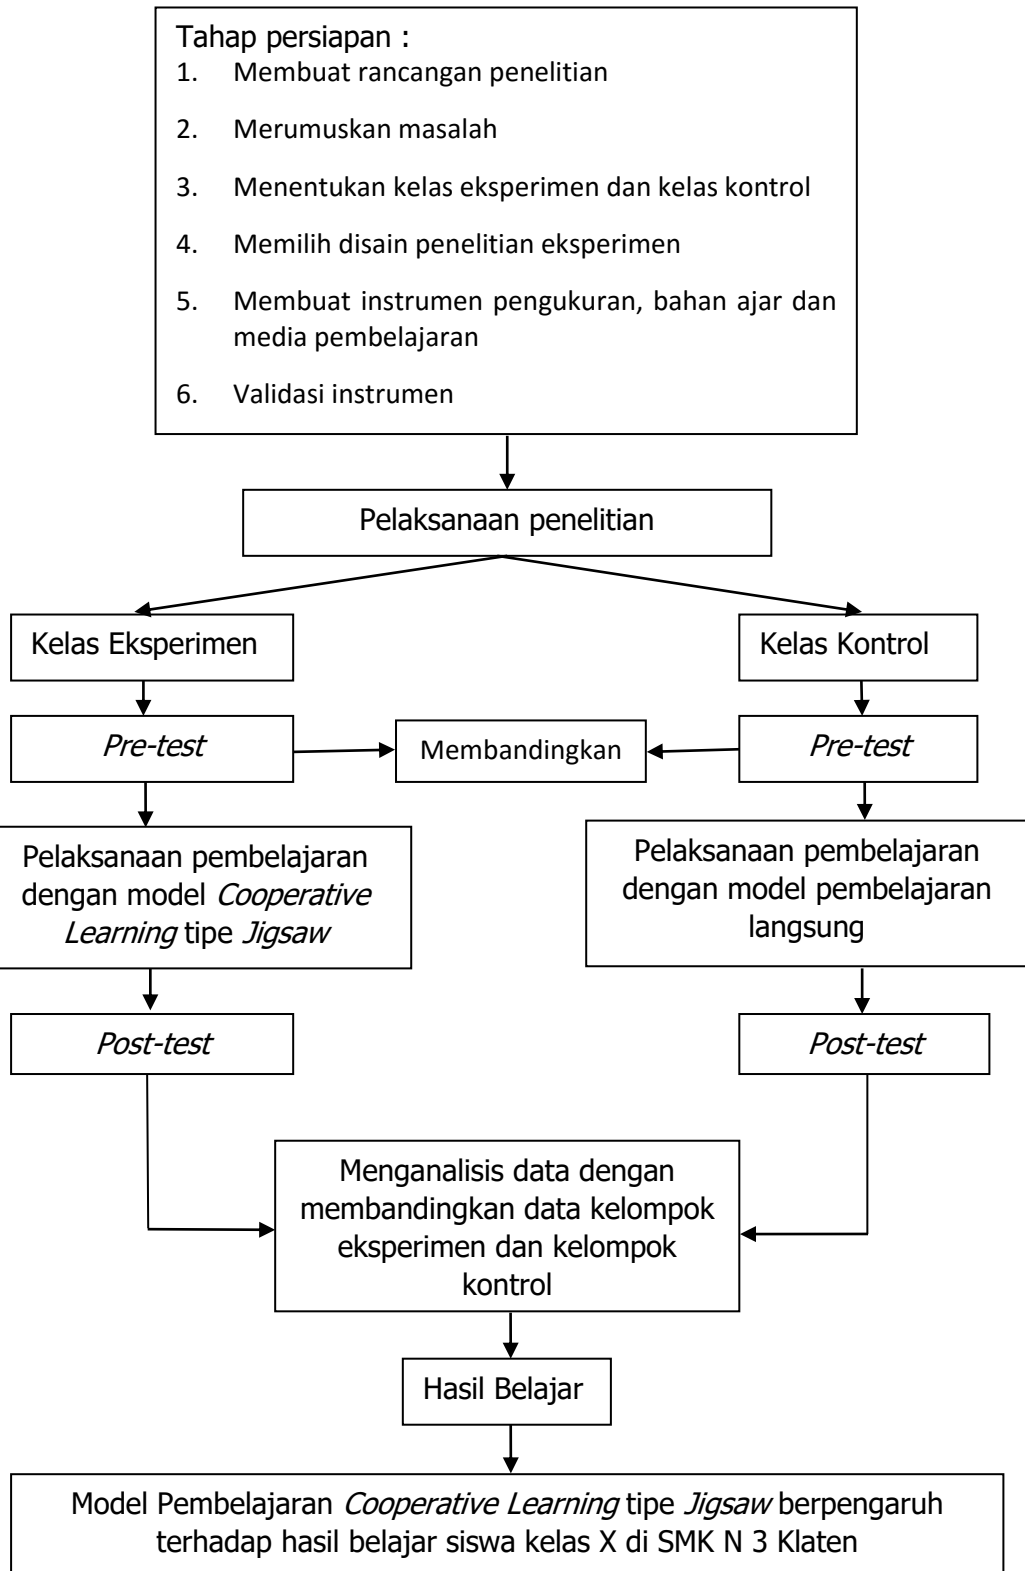 Tahap persiapan :
1. Membuat rancangan penelitian
2. Merumuskan masalah
3. Menentukan kelas eksperimen dan kelas kontrol
4. Memilih disain penelitian eksperimen
5. Membuat instrumen pengukuran, bahan ajar dan
media pembelajaran
6. Validasi instrumen
Pelaksanaan penelitian
Kelas Eksperimen
Kelas Kontrol
Pre-test
Membandingkan
Pre-test
Pelaksanaan pembelajaran
dengan model Cooperative
Learning tipe Jigsaw
Pelaksanaan pembelajaran
dengan model pembelajaran
langsung
Post-test
Post-test
Menganalisis data dengan
membandingkan data kelompok
eksperimen dan kelompok
kontrol
Hasil Belajar
Model Pembelajaran Cooperative Learning tipe Jigsaw berpengaruh
terhadap hasil belajar siswa kelas X di SMK N 3 Klaten